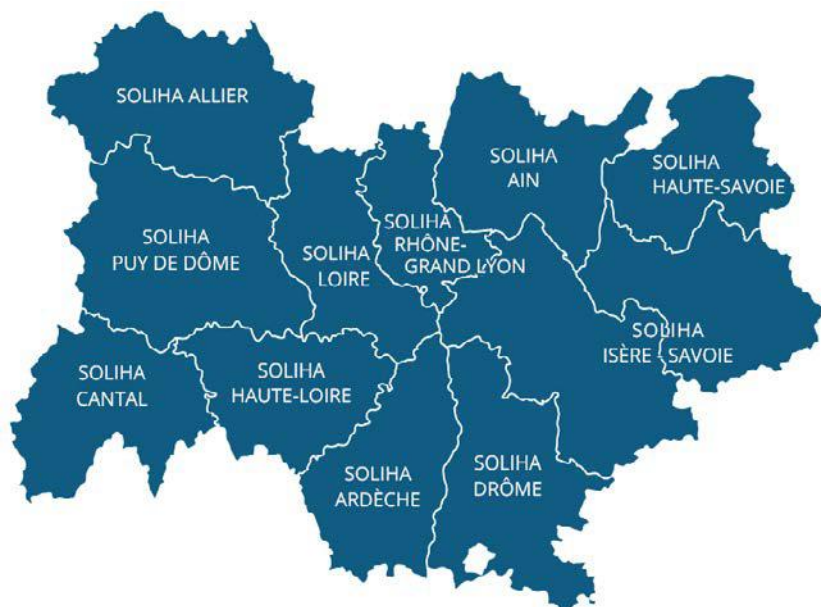 SOLIHA ALLIER
SOLIHA
AIN
SOLIHA
HAUTE-SAVOIE
SOLIHA
PUY DE DÔME
SOLIHA
LOIRE
SOLIHA
RHÔNE-
GRAND LYON
SOLIHA
ISÈRE - SAVOIE
SOLIHA
CANTAL
SOLIHA
HAUTE-LOIRE
SOLIHA
ARDÈCHE
SOLIHA
DRÔME